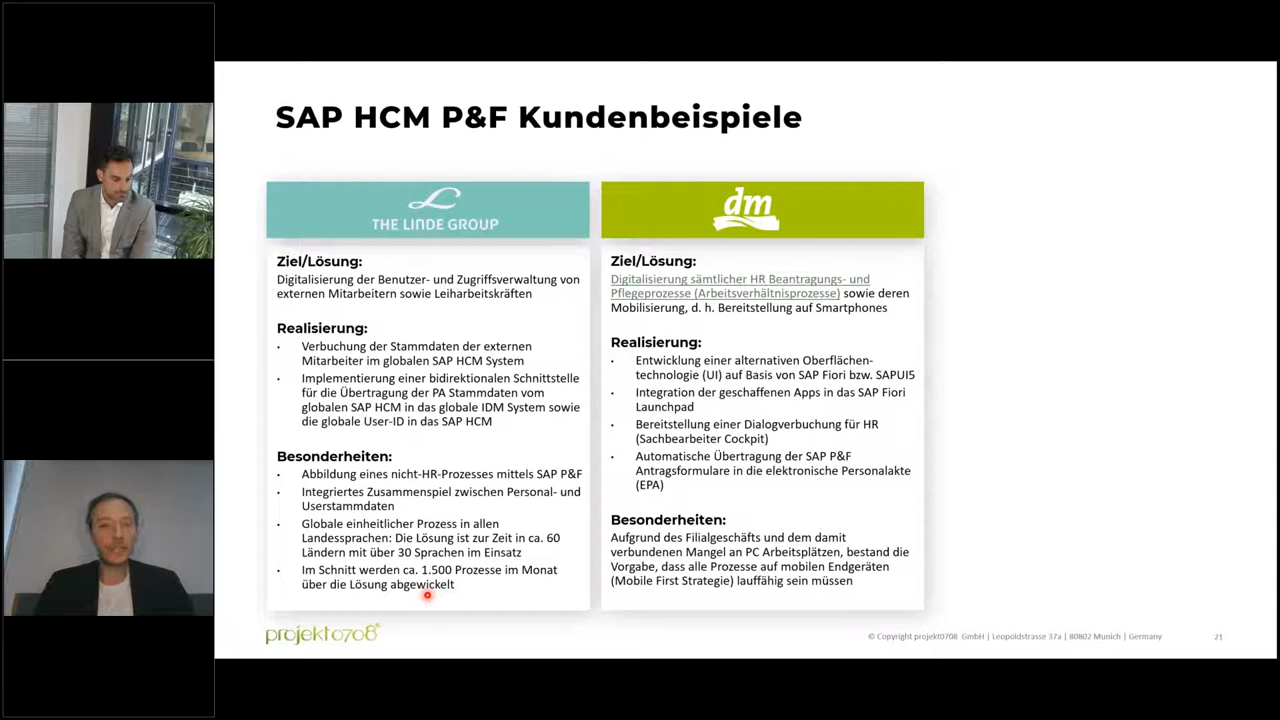 SAP HCM P&F Kundenbeispiele
THE LINDE GROUP
Ziel/Lösung:
Digitalisierung der Benutzer- und Zugriffsverwaltung von
externen Mitarbeitern sowie Leiharbeitskräften
Realisierung:
· Verbuchung der Stammdaten der externen
Mitarbeiter im globalen SAP HCM System
· Implementierung einer bidirektionalen Schnittstelle
für die Übertragung der PA Stammdaten vom
globalen SAP HCM in das globale IDM System sowie
die globale User-ID in das SAP HCM
Besonderheiten:
· Abbildung eines nicht-HR-Prozesses mittels SAP P&F
· Integriertes Zusammenspiel zwischen Personal- und
Userstammdaten
· Globale einheitlicher Prozess in allen
Landessprachen: Die Lösung ist zur Zeit in ca. 60
Ländern mit über 30 Sprachen im Einsatz
· Im Schnitt werden ca. 1.500 Prozesse im Monat
über die Lösung abgewickelt
dm
Ziel/Lösung:
Digitalisierung sämtlicher HR Beantragungs- und
Pflegeprozesse (Arbeitsverhältnisprozesse) sowie deren
Mobilisierung, d. h. Bereitstellung auf Smartphones
Realisierung:
· Entwicklung einer alternativen Oberflächen-
technologie (UI) auf Basis von SAP Fiori bzw. SAPUI5
· Integration der geschaffenen Apps in das SAP Fiori
Launchpad
· Bereitstellung einer Dialogverbuchung für HR
(Sachbearbeiter Cockpit)
· Automatische Übertragung der SAP P&F
Antragsformulare in die elektronische Personalakte
(EPA)
Besonderheiten:
Aufgrund des Filialgeschäfts und dem damit
verbundenen Mangel an PC Arbeitsplätzen, bestand die
Vorgabe, dass alle Prozesse auf mobilen Endgeräten
(Mobile First Strategie) lauffähig sein müssen
projekt0708®
© Copyright projekt0708 GmbH | Leopoldstrasse 37a | 80802 Munich | Germany
21